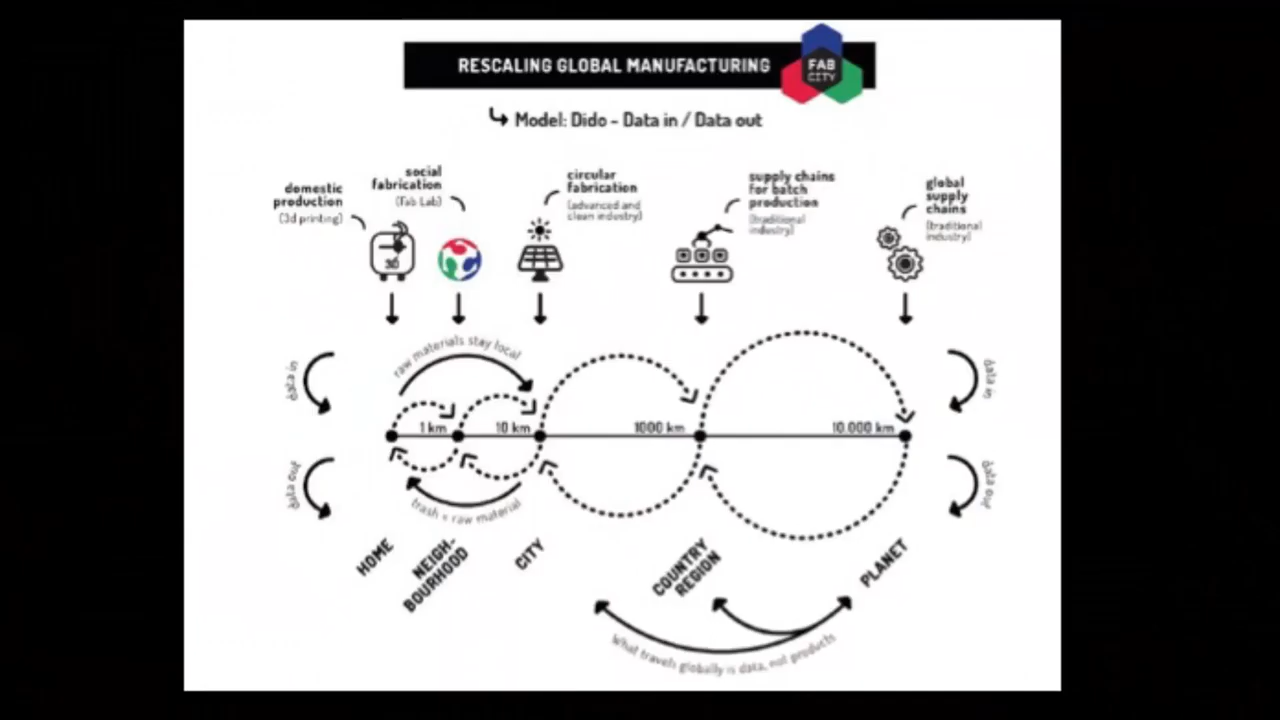 RESCALING GLOBAL MANUFACTURING
FAB
CITY
Model: Dido - Data in / Data out
domestic
production
(3d printing)
social
fabrication
(Fab Lab)
circular
fabrication
(advanced and
clean industry)
supply chains
for batch
production
(traditional
industry)
global
supply
chains
(traditional
industry)
3D
raw materials stay local
data in
data in
1 km
10 km
1000 km
10.000 km
data out
data out
trash = raw material
HOME
NEIGH-
BOURHOOD
CITY
COUNTRY
REGION
PLANET
What travels globally is data, not products